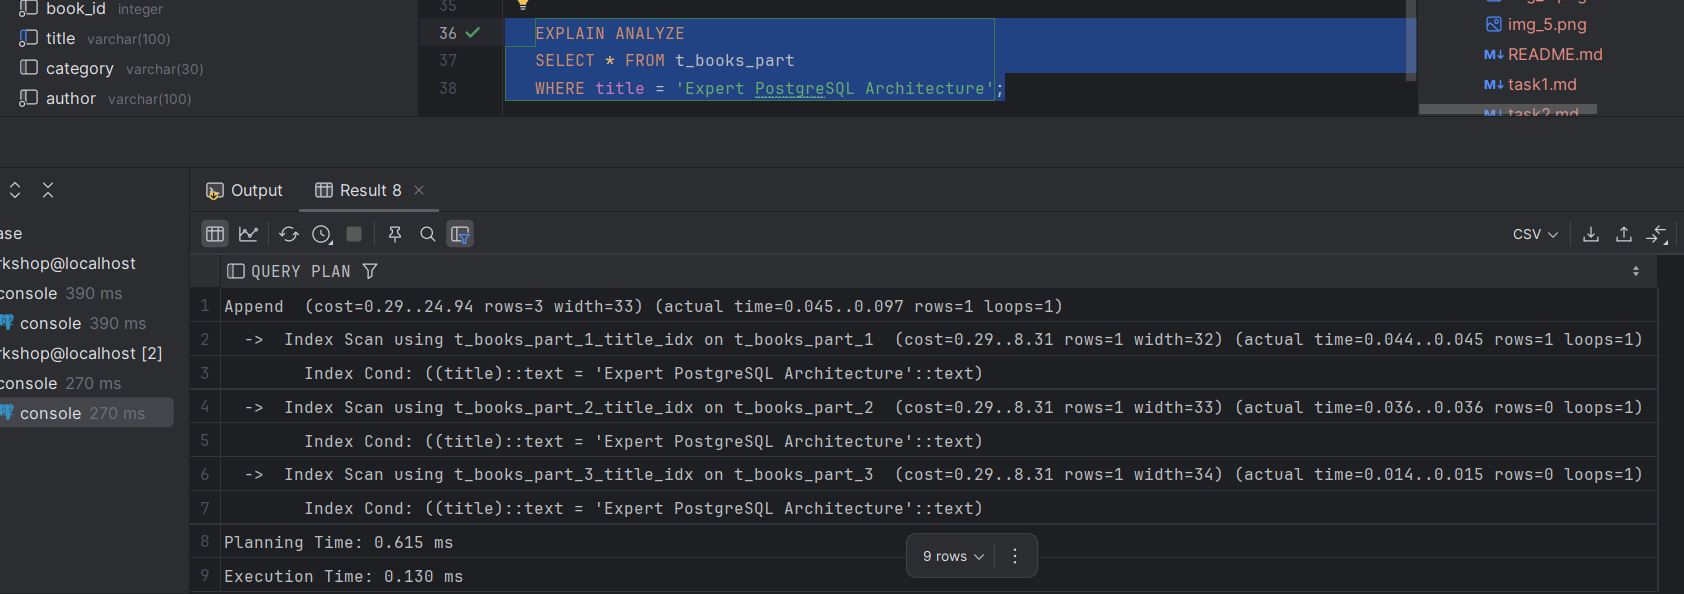 book_id integer
title varchar(100)
category varchar(30)
author varchar(100)
35
36 EXPLAIN ANALYZE
37 SELECT * FROM t_books_part
38 WHERE title = 'Expert PostgreSQL Architecture';
img_5.png
M↓ README.md
M↓ task1.md
M↓ task2.md
Output
Result 8
ase
rkshop@localhost
console 390 ms
console 390 ms
rkshop@localhost [2]
console 270 ms
console 270 ms
CSV
QUERY PLAN
1 Append  (cost=0.29..24.94 rows=3 width=33) (actual time=0.045..0.097 rows=1 loops=1)
2   ->  Index Scan using t_books_part_1_title_idx on t_books_part_1  (cost=0.29..8.31 rows=1 width=32) (actual time=0.044..0.045 rows=1 loops=1)
3         Index Cond: ((title)::text = 'Expert PostgreSQL Architecture'::text)
4   ->  Index Scan using t_books_part_2_title_idx on t_books_part_2  (cost=0.29..8.31 rows=1 width=33) (actual time=0.036..0.036 rows=0 loops=1)
5         Index Cond: ((title)::text = 'Expert PostgreSQL Architecture'::text)
6   ->  Index Scan using t_books_part_3_title_idx on t_books_part_3  (cost=0.29..8.31 rows=1 width=34) (actual time=0.014..0.015 rows=0 loops=1)
7         Index Cond: ((title)::text = 'Expert PostgreSQL Architecture'::text)
8 Planning Time: 0.615 ms
9 Execution Time: 0.130 ms
9 rows